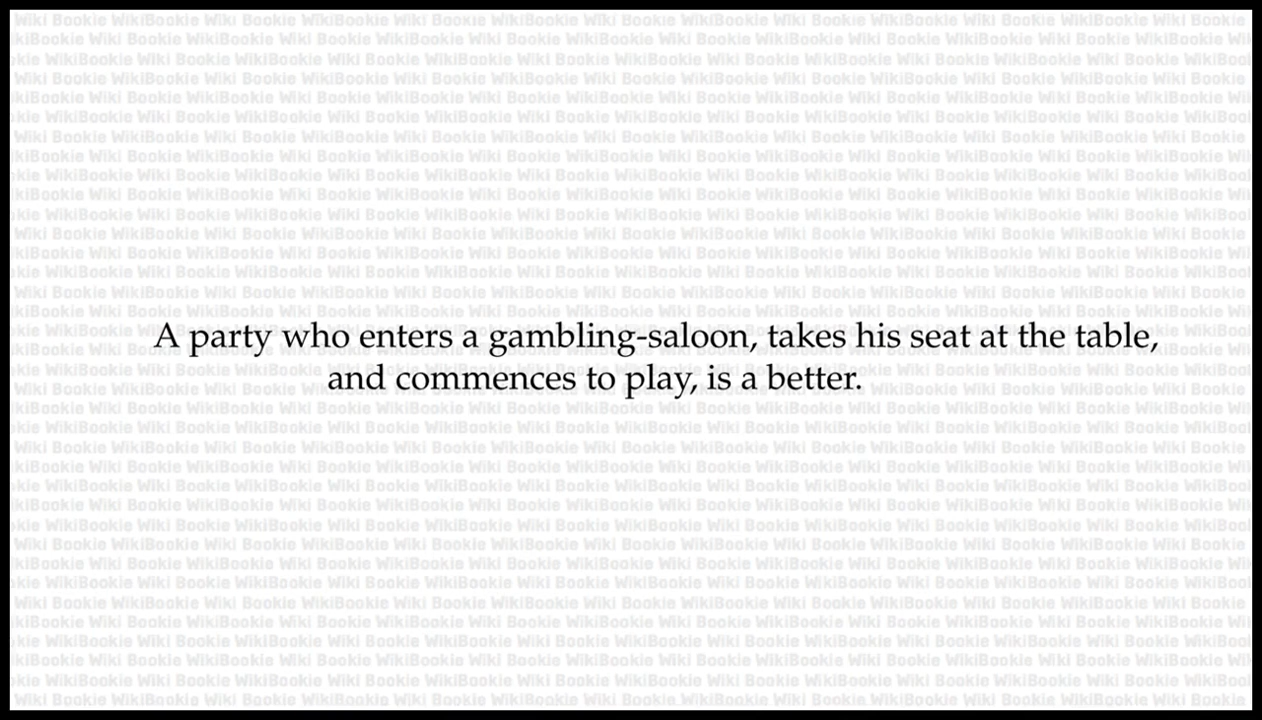 A party who enters a gambling-saloon, takes his seat at the table,
and commences to play, is a better.